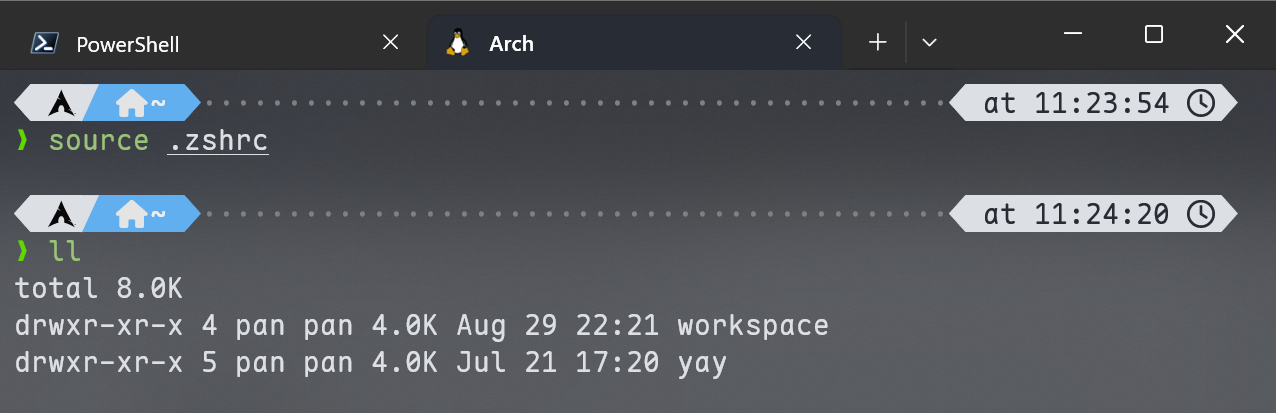 PowerShell
Arch
~ at 11:23:54
❱ source .zshrc
~ at 11:24:20
❱ ll
total 8.0K
drwxr-xr-x 4 pan pan 4.0K Aug 29 22:21 workspace
drwxr-xr-x 5 pan pan 4.0K Jul 21 17:20 yay